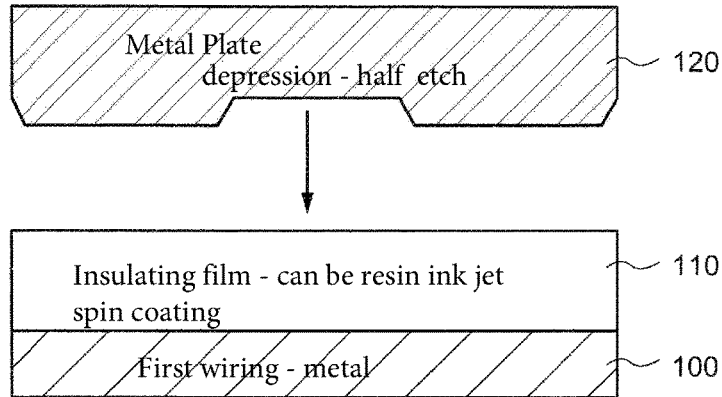 Metal Plate
depression - half etch
120
Insulating film - can be resin ink jet
spin coating
110
First wiring - metal
100